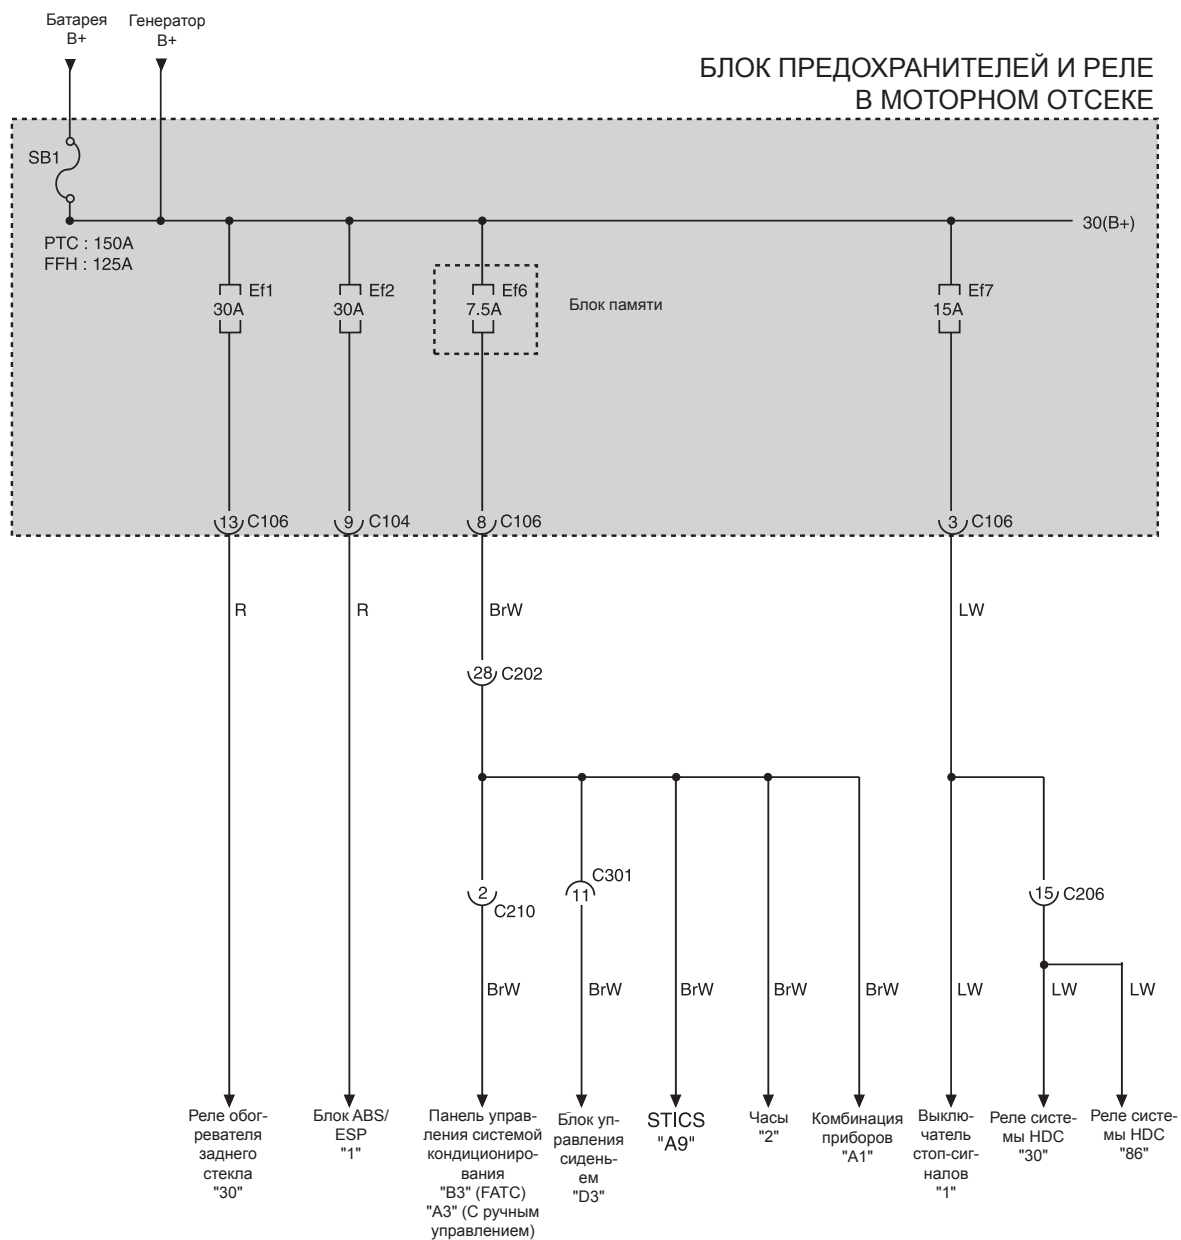 Батарея
B+
Генератор
B+
БЛОК ПРЕДОХРАНИТЕЛЕЙ И РЕЛЕ
В МОТОРНОМ ОТСЕКЕ
SB1
PTC : 150A
FFH : 125A
30(B+)
Ef1
30A
Ef2
30A
Ef6
7.5A
Блок памяти
Ef7
15A
13 C106
9 C104
8 C106
3 C106
R
R
BrW
LW
28 C202
2
C210
C301
11
15 C206
BrW
BrW
BrW
BrW
BrW
LW
LW
LW
Реле обог-
ревателя
заднего
стекла
"30"
Блок ABS/
ESP
"1"
Панель управ-
ления системой
кондициониро-
вания
"B3" (FATC)
"A3" (С ручным
управлением)
Блок уп-
равления
сидень-
ем
"D3"
STICS
"A9"
Часы
"2"
Комбинация
приборов
"A1"
Выклю-
чатель
стоп-сиг-
налов
"1"
Реле систе-
мы HDC
"30"
Реле систе-
мы HDC
"86"